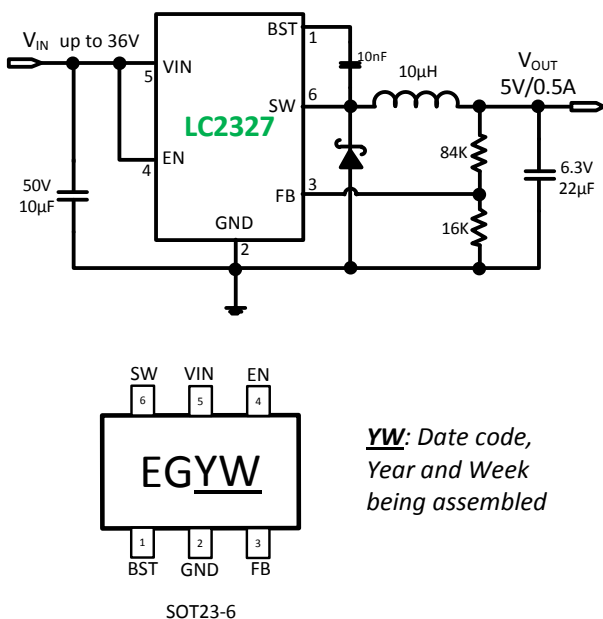 V_IN up to 36V
5
VIN
EN
4
BST
1
10nF
SW
6
10μH
V_OUT
5V/0.5A
LC2327
FB
3
84K
16K
GND
2
50V
10μF
6.3V
22μF
SW VIN EN
6 5 4
EGYW
1 2 3
BST GND FB
SOT23-6
YW: Date code,
Year and Week
being assembled